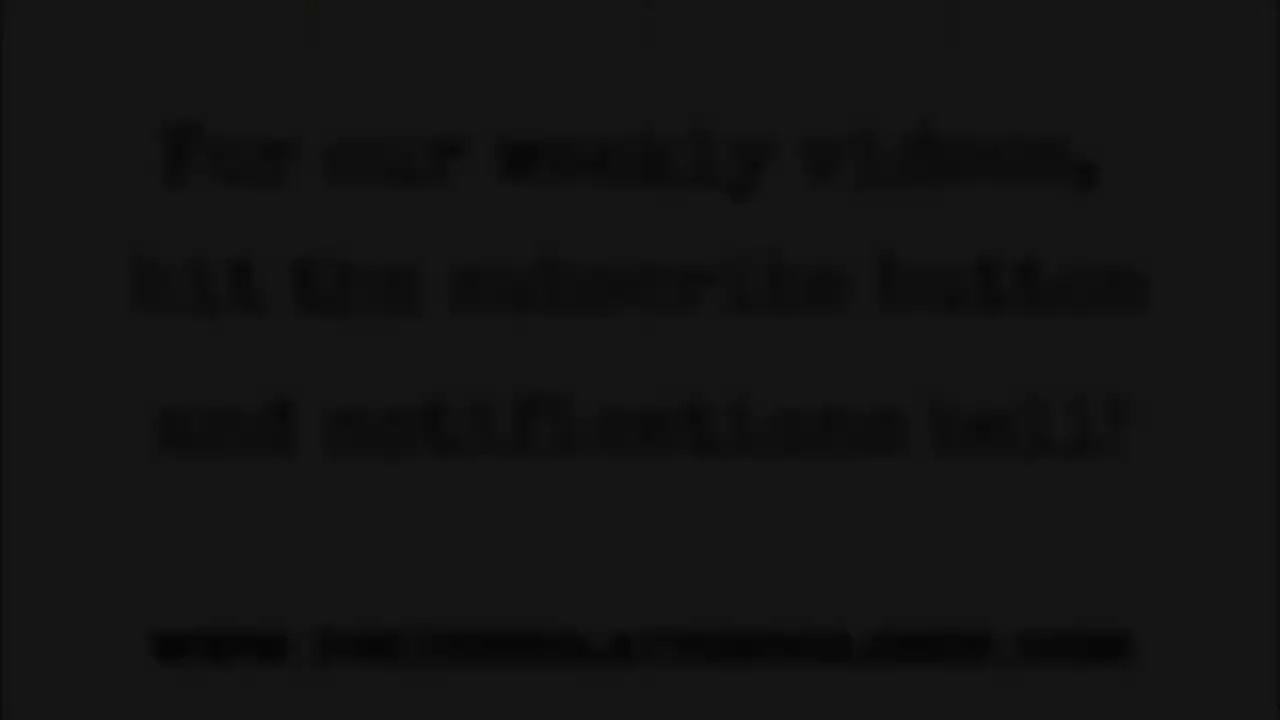 For our weekly videos,
hit the subscribe button
and notifications bell!